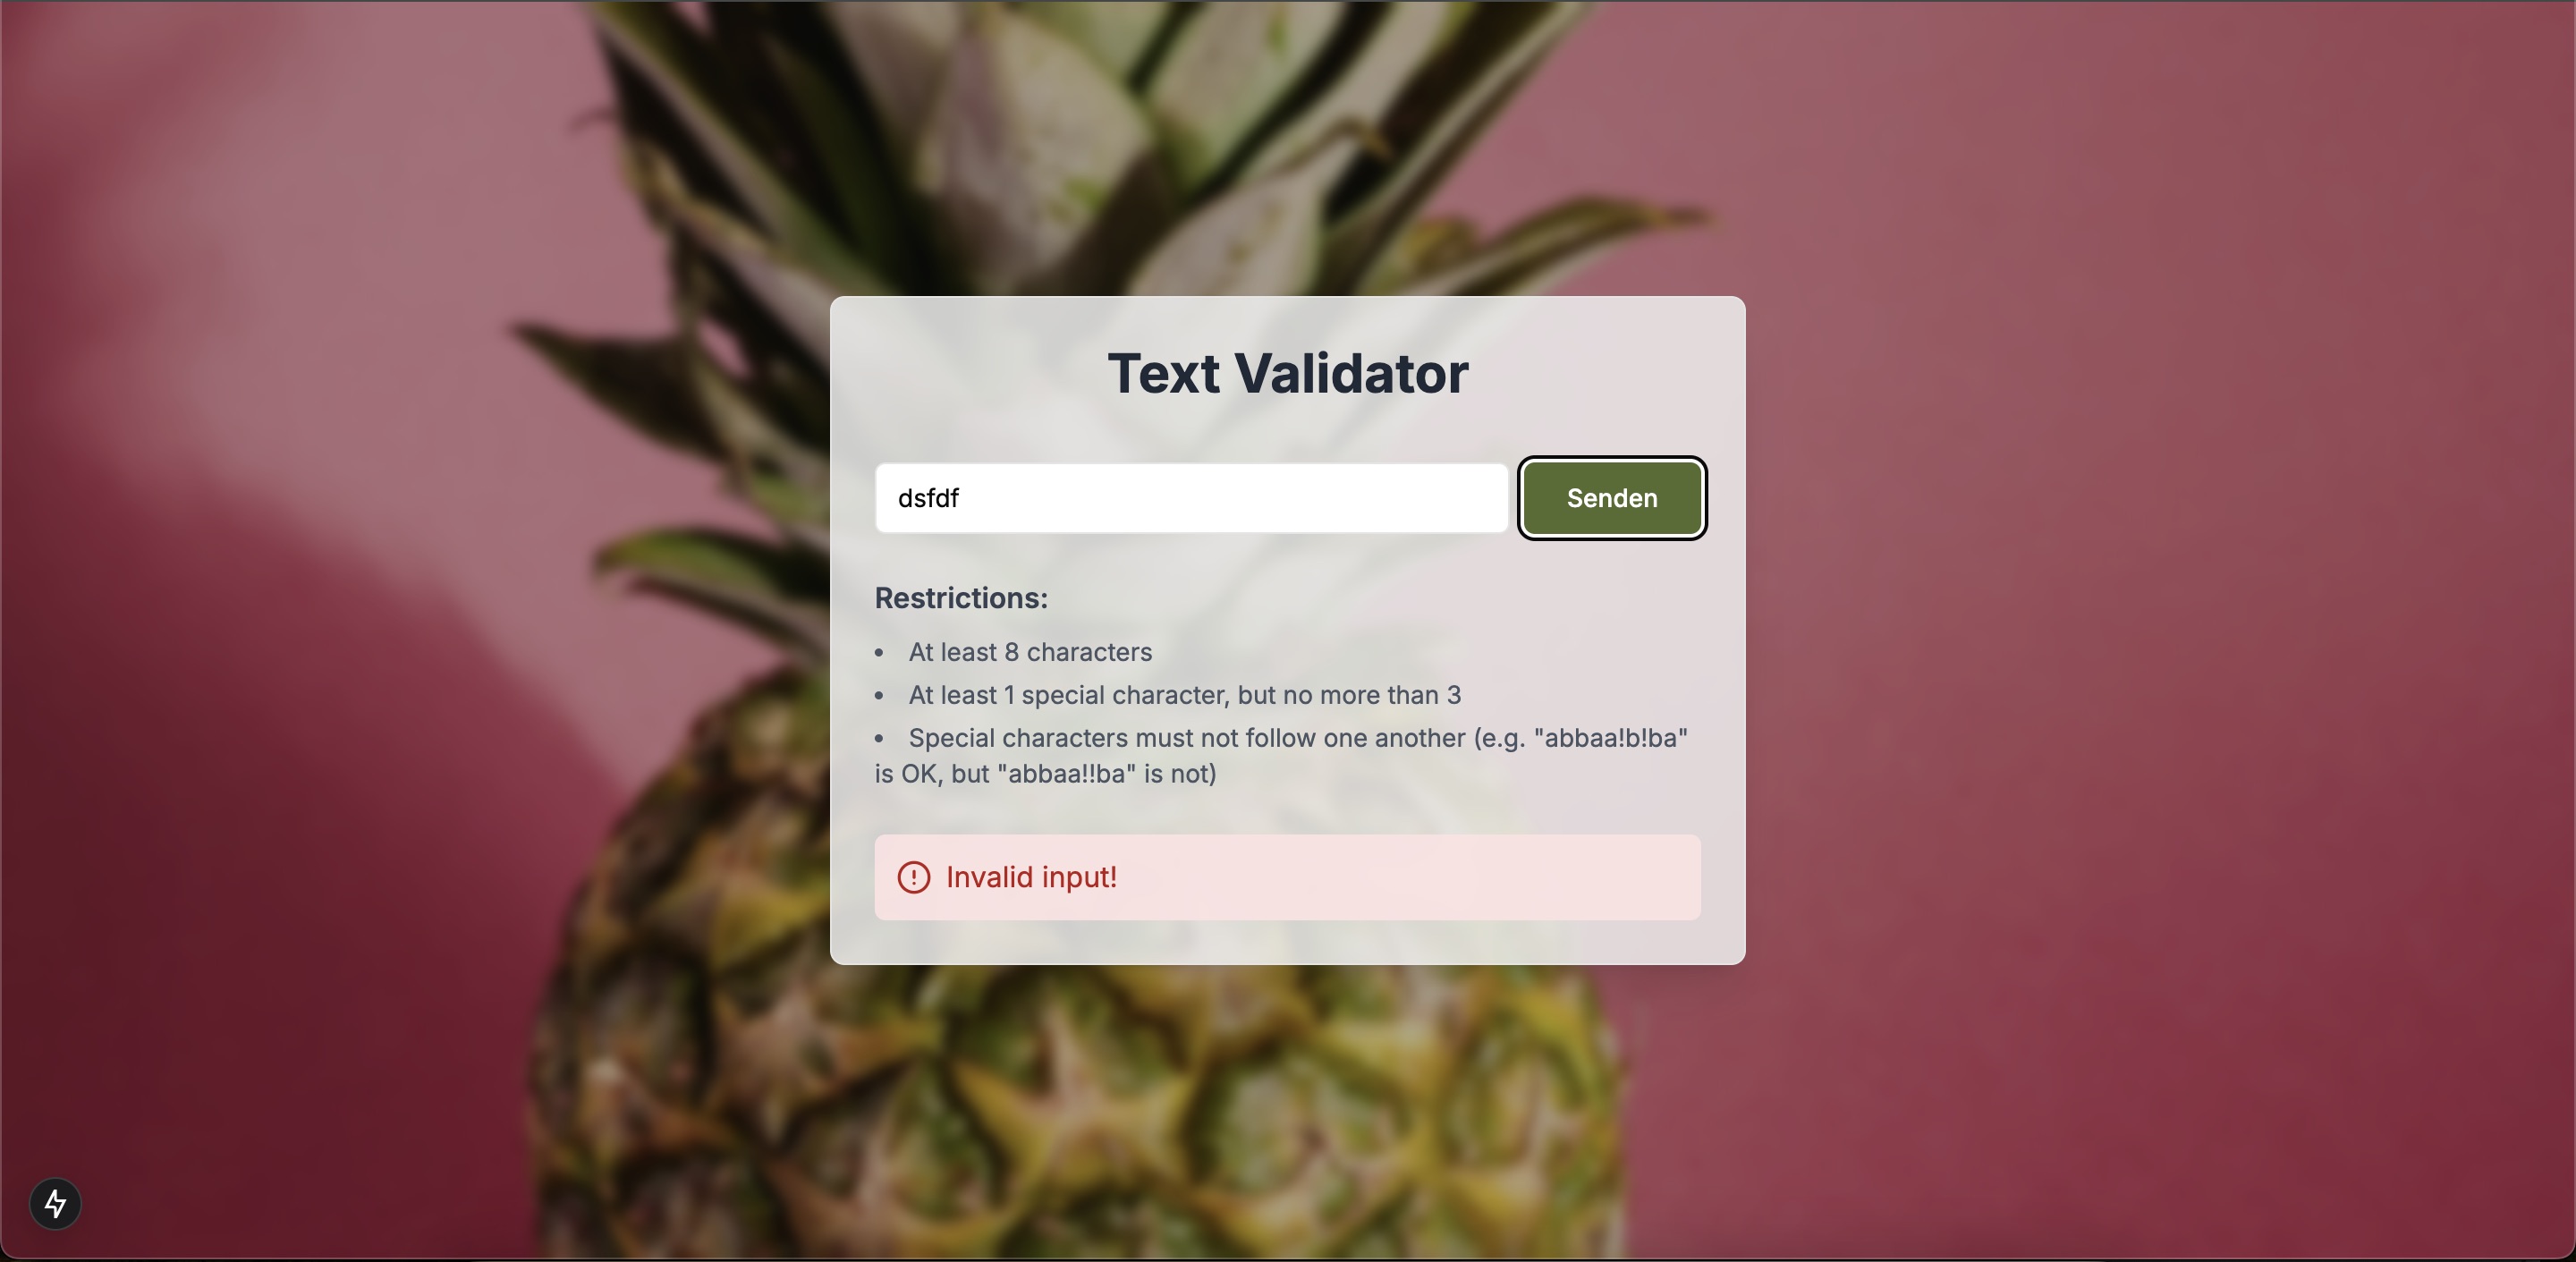 Text Validator
dsfdf
Senden
Restrictions:
• At least 8 characters
• At least 1 special character, but no more than 3
• Special characters must not follow one another (e.g. "abbaa!b!ba"
is OK, but "abbaa!!ba" is not)
Invalid input!